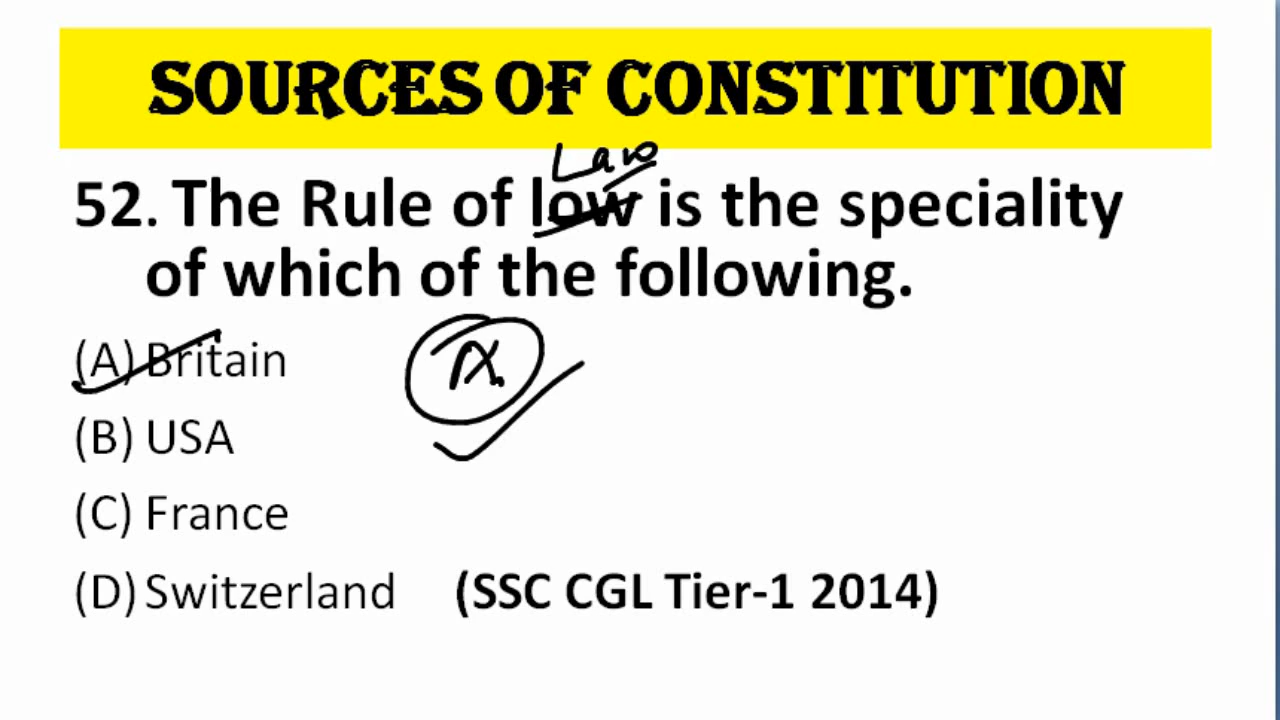 SOURCES OF CONSTITUTION
Law
52. The Rule of low is the speciality
of which of the following.
(A) Britain
(B) USA
(C) France
(D) Switzerland (SSC CGL Tier-1 2014)